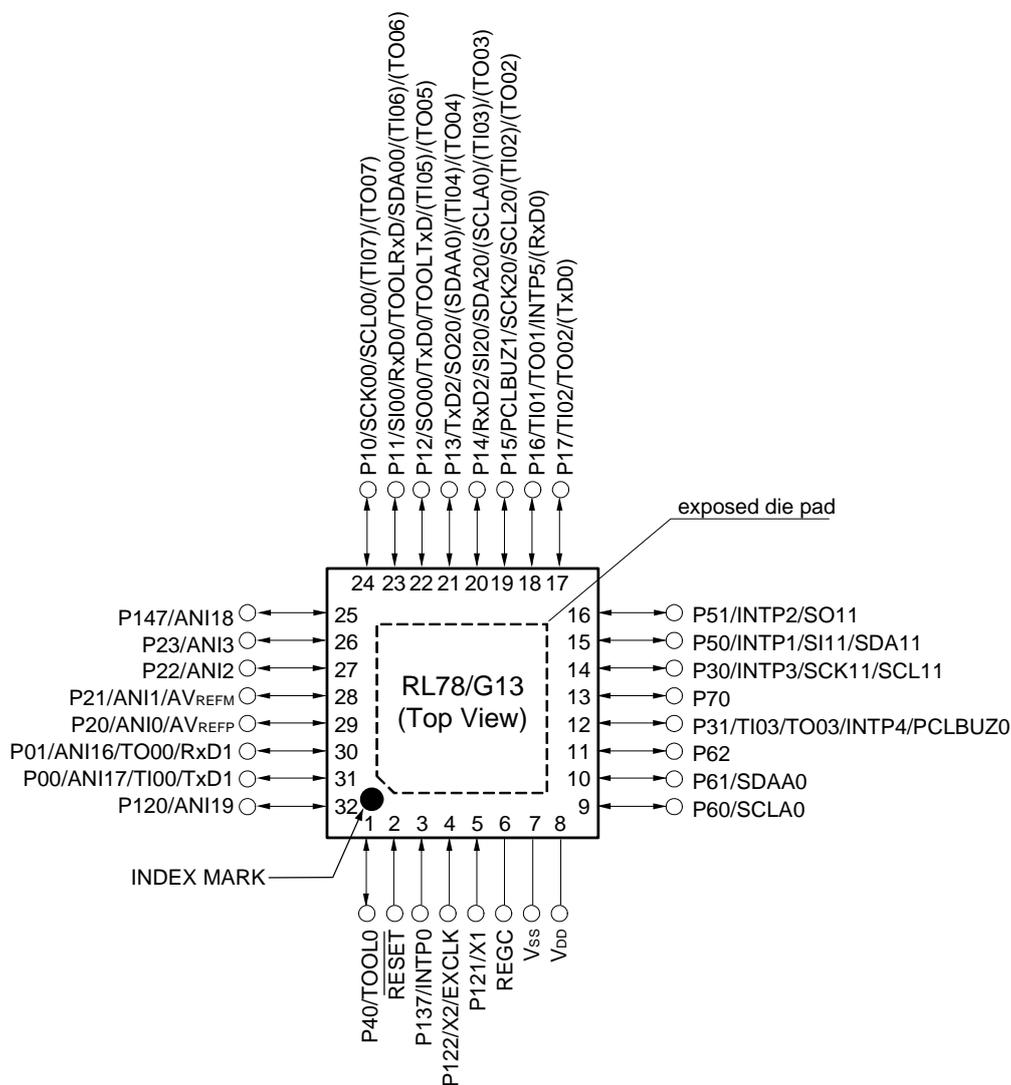 P10/SCK00/SCL00/(TI07)/(TO07)
P11/SI00/RxD0/TOOLRxD/SDA00/(TI06)/(TO06)
P12/SO00/TxD0/TOOLTxD/(TI05)/(TO05)
P13/TxD2/SO20/(SDAA0)/(TI04)/(TO04)
P14/RxD2/SI20/SDA20/(SCLA0)/(TI03)/(TO03)
P15/PCLBUZ1/SCK20/SCL20/(TI02)/(TO02)
P16/TI01/TO01/INTP5/(RxD0)
P17/TI02/TO02/(TxD0)
exposed die pad
24 23 22 21 20 19 18 17
P147/ANI18 25
P23/ANI3 26
P22/ANI2 27
P21/ANI1/AVREFM 28
P20/ANI0/AVREFP 29
P01/ANI16/TO00/RxD1 30
P00/ANI17/TI00/TxD1 31
P120/ANI19 32
RL78/G13
(Top View)
16 P51/INTP2/SO11
15 P50/INTP1/SI11/SDA11
14 P30/INTP3/SCK11/SCL11
13 P70
12 P31/TI03/TO03/INTP4/PCLBUZ0
11 P62
10 P61/SDAA0
9 P60/SCLA0
1 2 3 4 5 6 7 8
INDEX MARK
P40/TOOL0
RESET
P137/INTP0
P122/X2/EXCLK
P121/X1
REGC
VSS
VDD